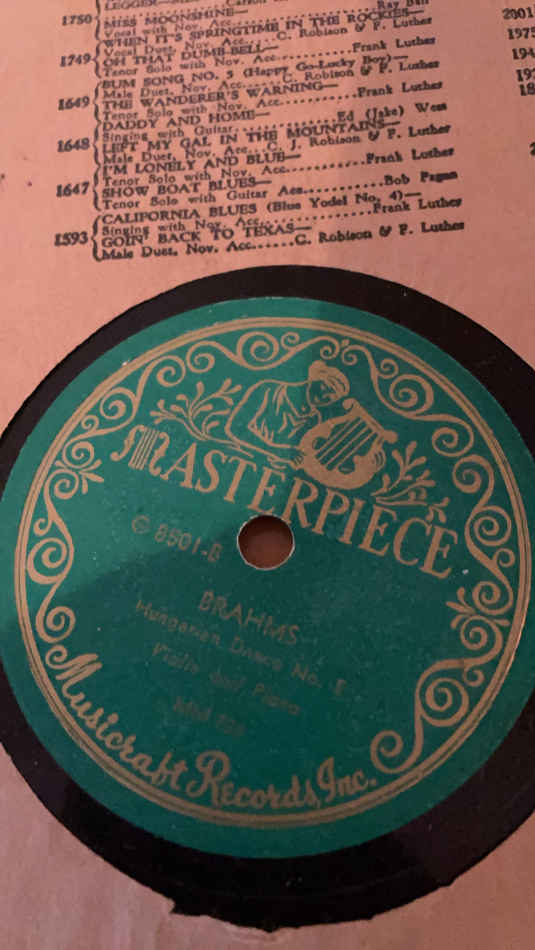 LEGGER—
1750 MISS MOONSHINE— Ray Ball
Vocal with Nov. Acc.
WHEN IT'S SPRINGTIME IN THE ROCKIES—
Vocal Duet, Nov. Acc....C. Robison & F. Luther
1749 OH THAT DUMB-BELL—
Tenor Solo with Nov. Acc..........Frank Luther
BUM SONG NO. 5 (Happy Go-Lucky Boy)—
Male Duet, Nov. Acc......C. Robison & F. Luther
1649 THE WANDERER'S WARNING—
Tenor Solo with Nov. Acc..........Frank Luther
DADDY AND HOME—
Singing with Guitar............Ed (Jake) West
1648 LEFT MY GAL IN THE MOUNTAINS—
Male Duet, Nov. Acc...C. J. Robison & F. Luther
I'M LONELY AND BLUE—
Tenor Solo with Nov. Acc..........Frank Luther
1647 SHOW BOAT BLUES—
Tenor Solo with Guitar Acc..........Bob Pagan
CALIFORNIA BLUES (Blue Yodel No. 4)—
Singing with Nov. Acc............Frank Luther
1593 GOIN' BACK TO TEXAS—
Male Duet, Nov. Acc......C. Robison & F. Luther
2001
MASTERPIECE
8501-B
BRAHMS
Hungarian Dance No. 5
Violin and Piano
Musicraft Records, Inc.